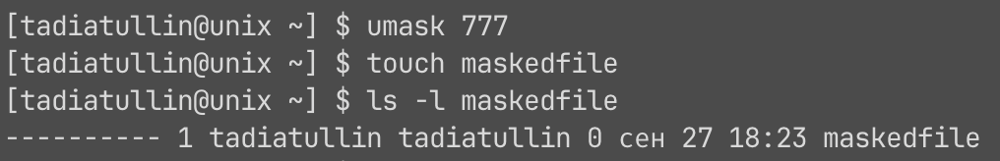 [tadiatullin@unix ~] $ umask 777
[tadiatullin@unix ~] $ touch maskedfile
[tadiatullin@unix ~] $ ls -l maskedfile
---------- 1 tadiatullin tadiatullin 0 сен 27 18:23 maskedfile